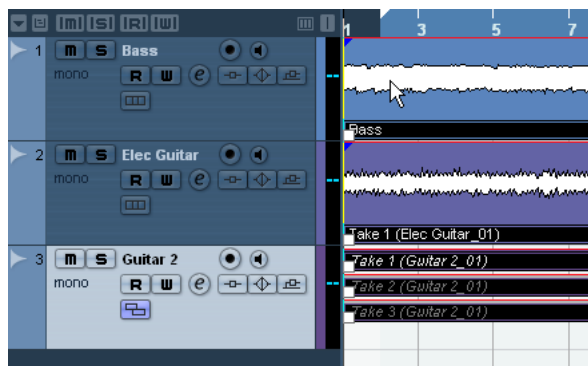 M S R W
1 3 5 7
1 m S Bass
mono R W e
Bass
2 m S Elec Guitar
mono R W e
Take 1 (Elec Guitar_01)
3 m S Guitar 2
mono R W e
Take 1 (Guitar 2_01)
Take 2 (Guitar 2_01)
Take 3 (Guitar 2_01)